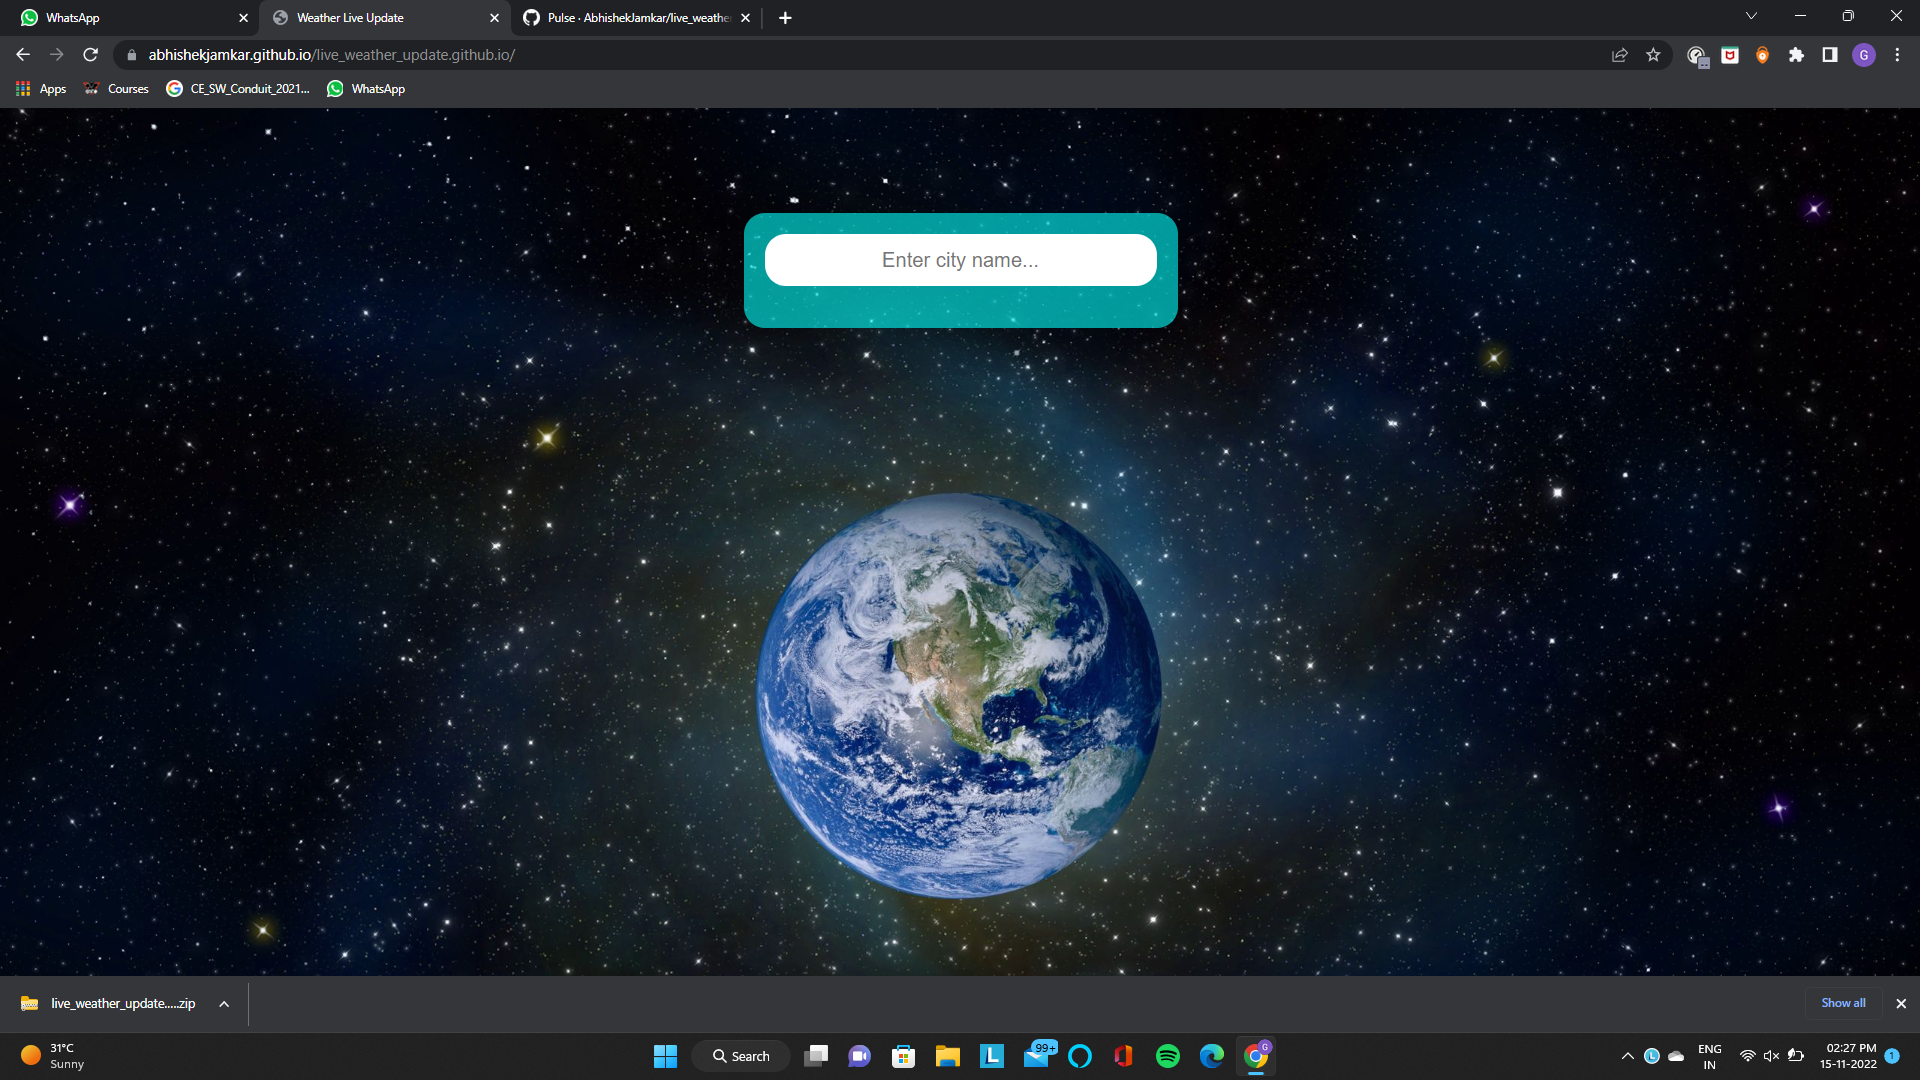 WhatsApp
Weather Live Update
Pulse · AbhishekJamkar/live_weathe
abhishekjamkar.github.io/live_weather_update.github.io/
G
Apps
Courses
CE_SW_Conduit_2021...
WhatsApp
Enter city name...
live_weather_update.....zip
Show all
31°C
Sunny
Search
L
99+
G
L
ENG
IN
02:27 PM
15-11-2022
1